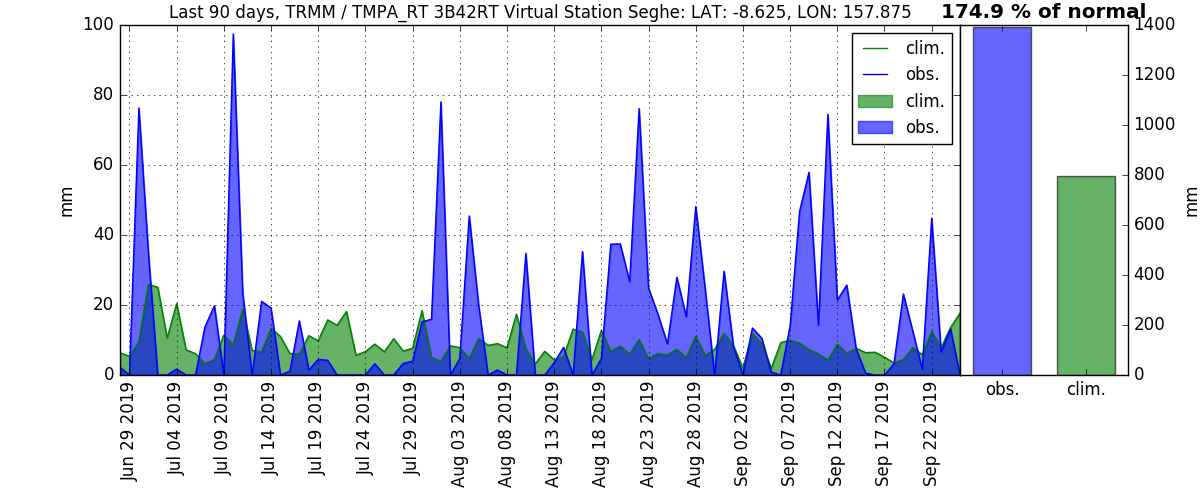 Last 90 days, TRMM / TMPA_RT 3B42RT Virtual Station Seghe: LAT: -8.625, LON: 157.875
174.9 % of normal
100
80
60
40
20
0
mm
clim.
obs.
clim.
obs.
1400
1200
1000
800
600
400
200
0
mm
Jun 29 2019
Jul 04 2019
Jul 09 2019
Jul 14 2019
Jul 19 2019
Jul 24 2019
Jul 29 2019
Aug 03 2019
Aug 08 2019
Aug 13 2019
Aug 18 2019
Aug 23 2019
Aug 28 2019
Sep 02 2019
Sep 07 2019
Sep 12 2019
Sep 17 2019
Sep 22 2019
obs.
clim.